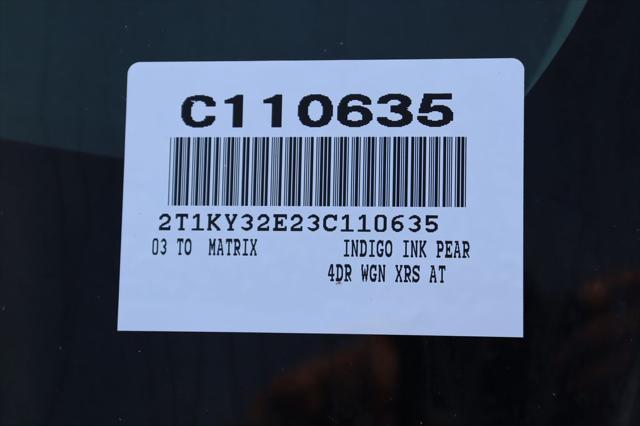 C110635
2T1KY32E23C110635
03 TO MATRIX INDIGO INK PEAR
4DR WGN XRS AT